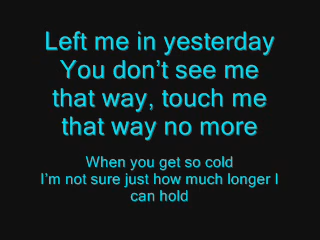 Left me in yesterday
You don’t see me
that way, touch me
that way no more
When you get so cold
I’m not sure just how much longer I
can hold